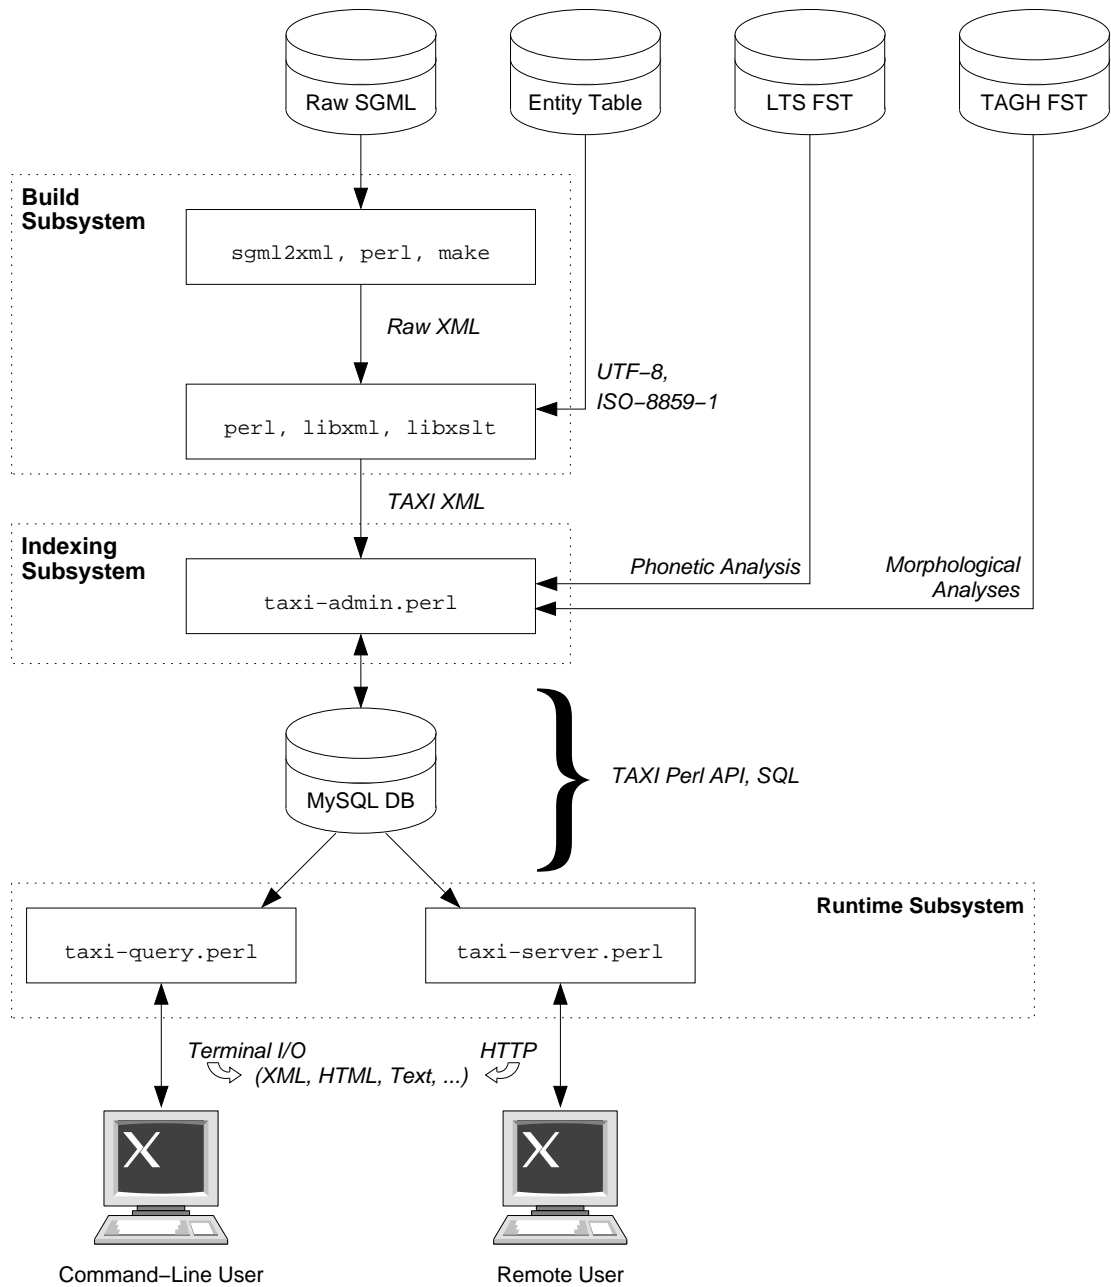 Raw SGML
Entity Table
LTS FST
TAGH FST
Build
Subsystem
sgml2xml, perl, make
Raw XML
UTF−8,
ISO−8859−1
perl, libxml, libxslt
TAXI XML
Indexing
Subsystem
Phonetic Analysis
Morphological
Analyses
taxi−admin.perl
TAXI Perl API, SQL
MySQL DB
Runtime Subsystem
taxi−query.perl
taxi−server.perl
Terminal I/O
HTTP
(XML, HTML, Text, ...)
Command−Line User
Remote User